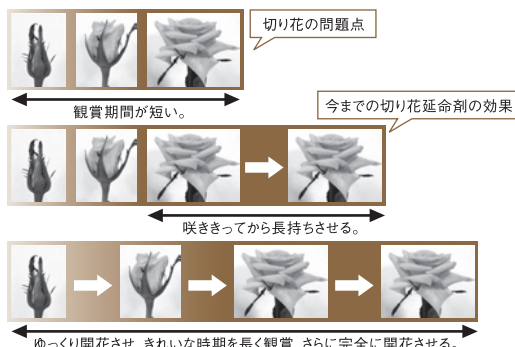 切り花の問題点
観賞期間が短い。
今までの切り花延命剤の効果
咲ききってから長持ちさせる。
ゆっくり開花させ、きれいな時期を長く観賞。さらに完全に開花させる。